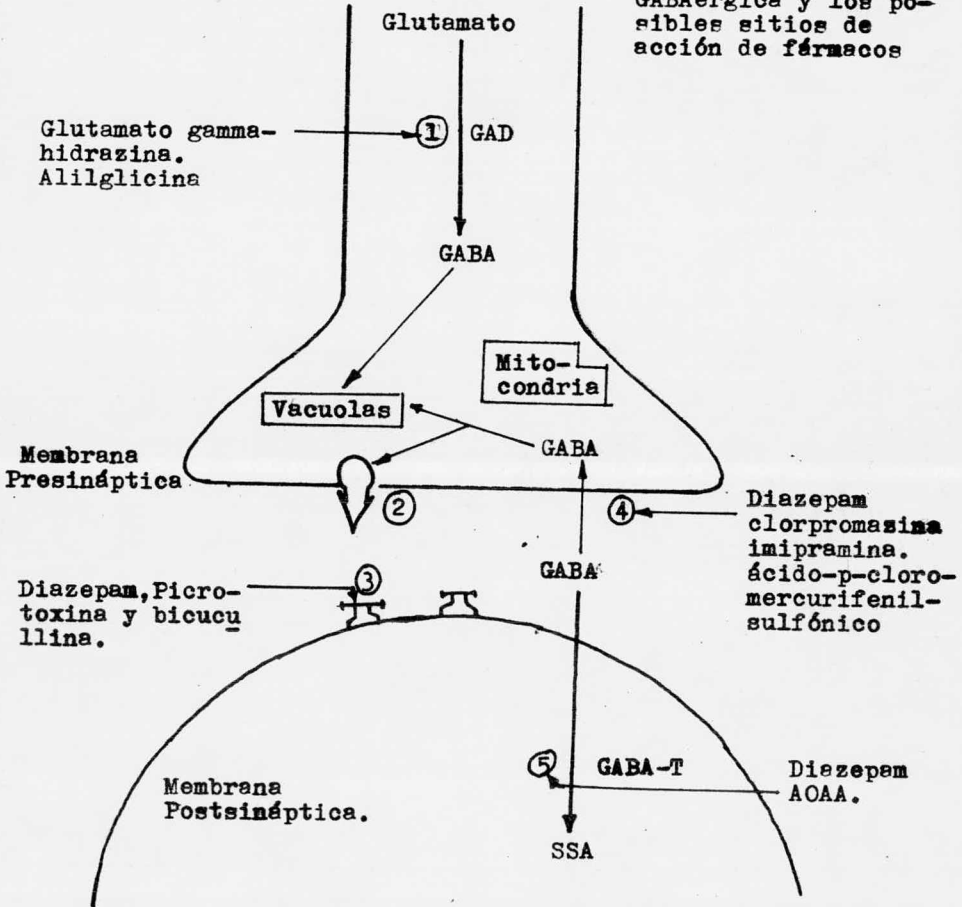 GABAérgica y los po-
sibles sitios de
acción de fármacos
Glutamato
Glutamato gamma-
hidrazina.
Alilglicina
1
GAD
GABA
Mito-
condria
Vacuolas
GABA
Membrana
Presináptica
2
4
Diazepam
clorpromasina
imipramina.
ácido-p-cloro-
mercurifenil-
sulfónico
GABA
3
Diazepam,Picro-
toxina y bicucu
llina.
5
GABA-T
Diazepam
AOAA.
Membrana
Postsináptica.
SSA